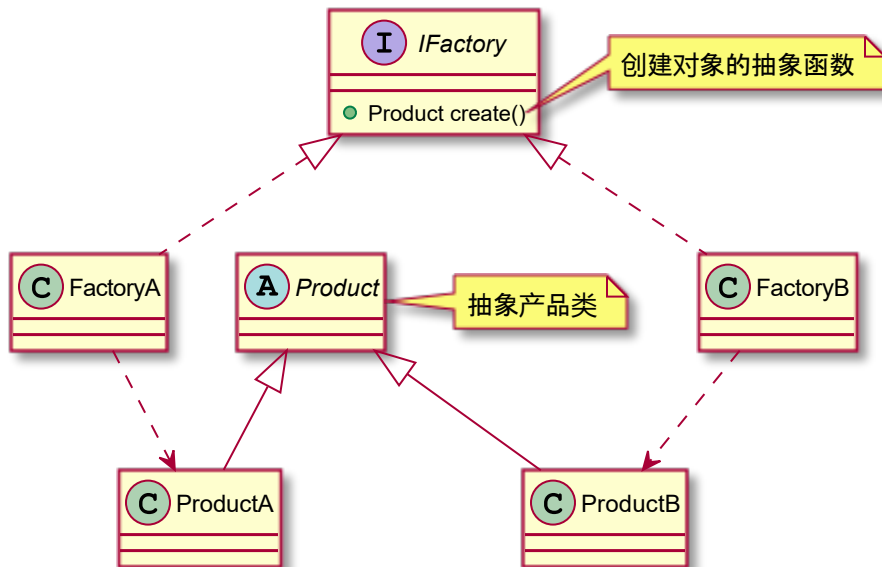 I IFactory
创建对象的抽象函数
Product create()
C FactoryA
A Product
抽象产品类
C FactoryB
C ProductA
C ProductB